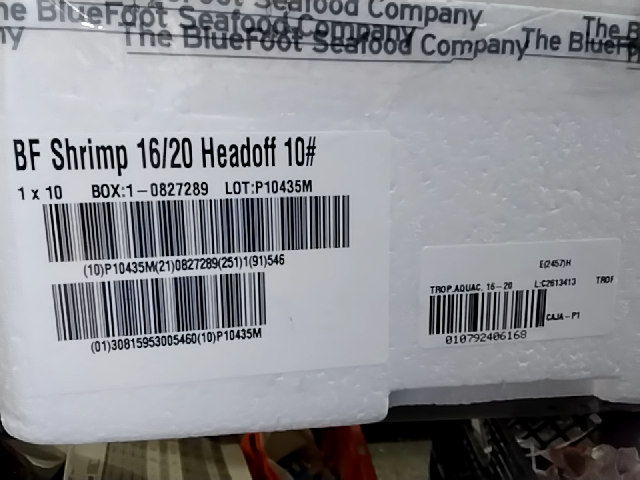 he BlueFoot Seafood Company
The BlueFoot Seafood Company The BlueF
BF Shrimp 16/20 Headoff 10#
1 x 10 BOX:1-0827289 LOT:P10435M
(10)P10435M(21)0827289(251)1(91)546
(01)30815953005460(10)P10435M
E(2457)H
TROP.AQUAC. 16-20 L:C2613413 TROF
CAJA-P1
010792406168